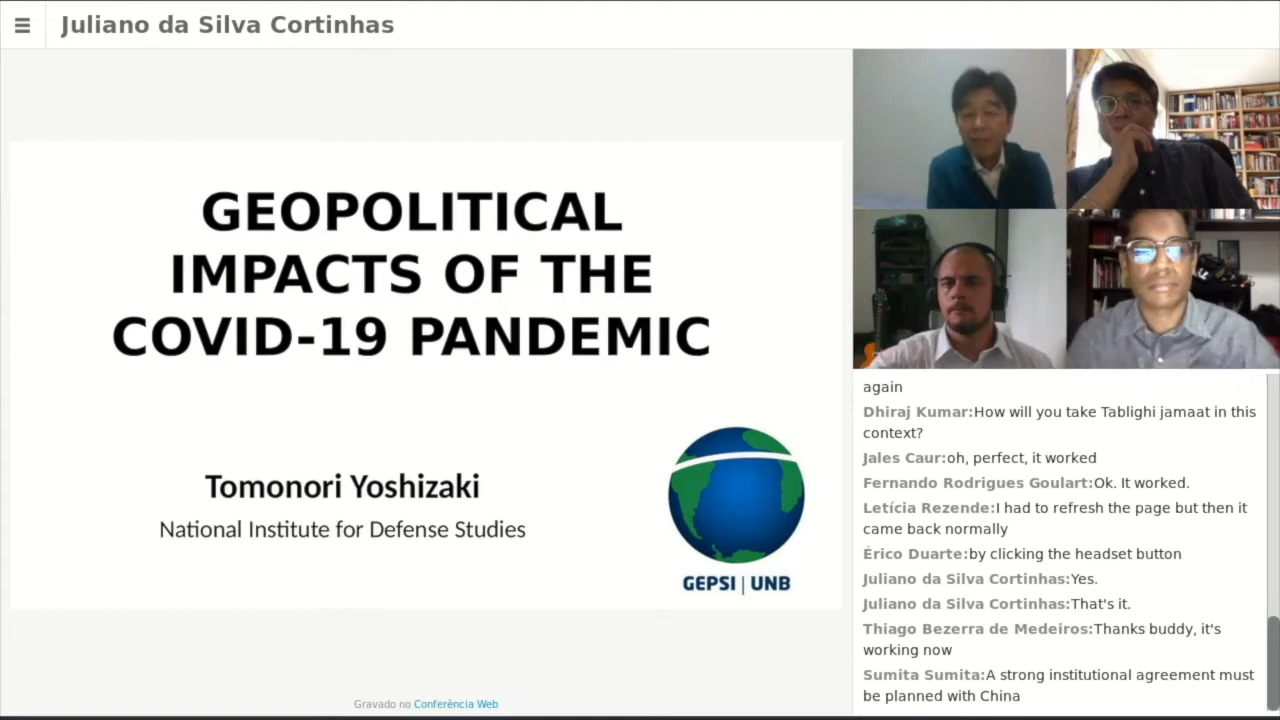 Juliano da Silva Cortinhas
GEOPOLITICAL
IMPACTS OF THE
COVID-19 PANDEMIC
Tomonori Yoshizaki
National Institute for Defense Studies
GEPSI | UNB
Gravado no Conferência Web
again
Dhiraj Kumar:How will you take Tablighi jamaat in this
context?
Jales Caur:oh, perfect, it worked
Fernando Rodrigues Goulart:Ok. It worked.
Letícia Rezende:I had to refresh the page but then it
came back normally
Érico Duarte:by clicking the headset button
Juliano da Silva Cortinhas:Yes.
Juliano da Silva Cortinhas:That's it.
Thiago Bezerra de Medeiros:Thanks buddy, it's
working now
Sumita Sumita:A strong institutional agreement must
be planned with China